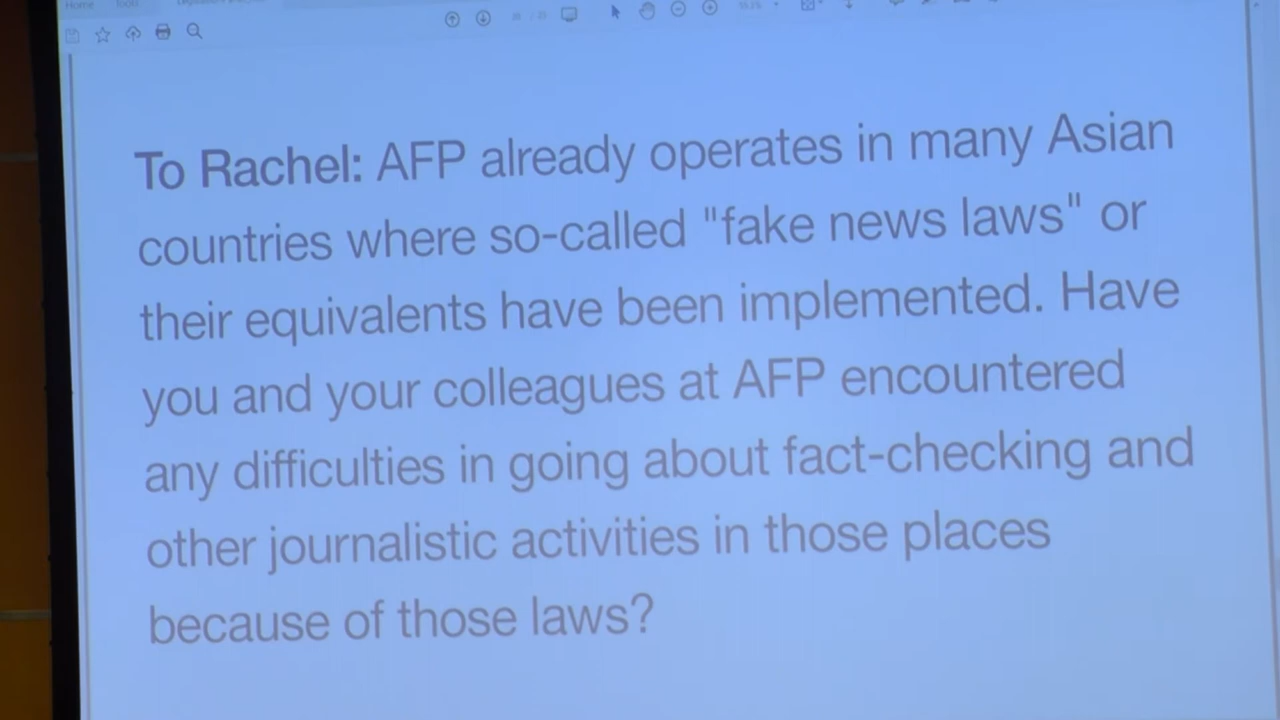 Home Tools
To Rachel: AFP already operates in many Asian
countries where so-called "fake news laws" or
their equivalents have been implemented. Have
you and your colleagues at AFP encountered
any difficulties in going about fact-checking and
other journalistic activities in those places
because of those laws?